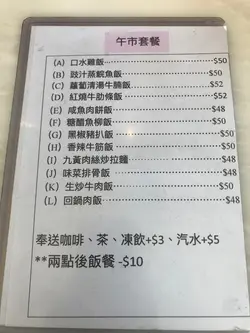 午市套餐
(A) 口水雞飯 $50
(B) 豉汁蒸鯇魚飯 $50
(C) 蘿蔔清湯牛腩飯 $52
(D) 紅燒牛肋條飯 $52
(E) 咸魚肉餅飯 $48
(F) 糖醋魚柳飯 $50
(G) 黑椒豬扒飯 $50
(H) 香辣牛筋飯 $50
(I) 九黃肉絲炒拉麵 $48
(J) 味菜排骨飯 $48
(K) 生炒牛肉飯 $50
(L) 回鍋肉飯 $48
奉送咖啡、茶、凍飲+$3、汽水+$5
**兩點後飯餐 -$10